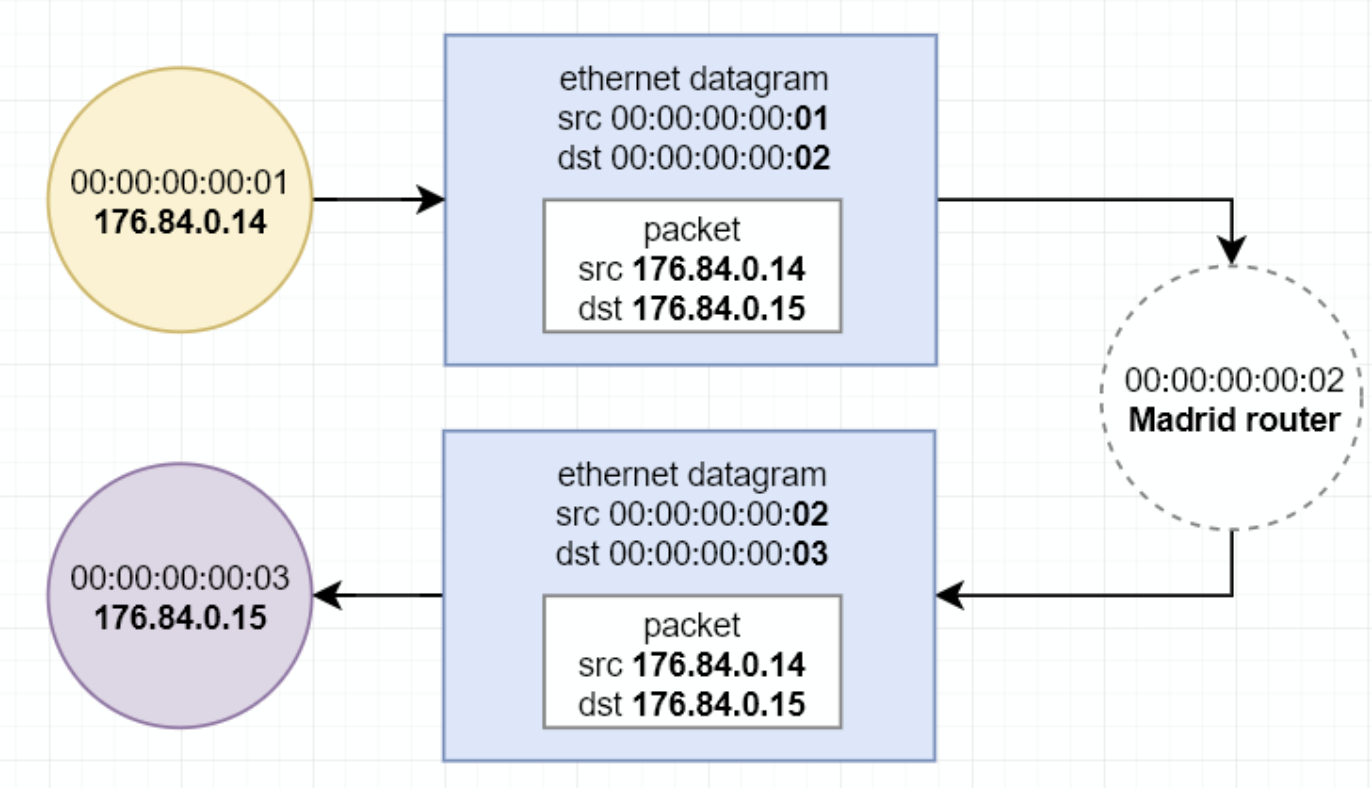 00:00:00:00:01
176.84.0.14
ethernet datagram
src 00:00:00:00:01
dst 00:00:00:00:02
packet
src 176.84.0.14
dst 176.84.0.15
00:00:00:00:02
Madrid router
ethernet datagram
src 00:00:00:00:02
dst 00:00:00:00:03
packet
src 176.84.0.14
dst 176.84.0.15
00:00:00:00:03
176.84.0.15